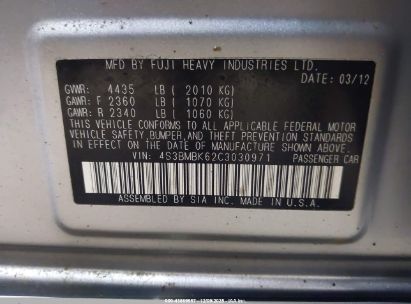 MFD BY FUJI HEAVY INDUSTRIES LTD.
DATE: 03/12
GVWR: 4435 LB ( 2010 KG)
GAWR: F 2360 LB ( 1070 KG)
GAWR: R 2340 LB ( 1060 KG)
THIS VEHICLE CONFORMS TO ALL APPLICABLE FEDERAL MOTOR
VEHICLE SAFETY, BUMPER, AND THEFT PREVENTION STANDARDS
IN EFFECT ON THE DATE OF MANUFACTURE SHOWN ABOVE.
VIN: 4S3BMBK62C3030971 PASSENGER CAR
ASSEMBLED BY SIA INC. MADE IN U.S.A.